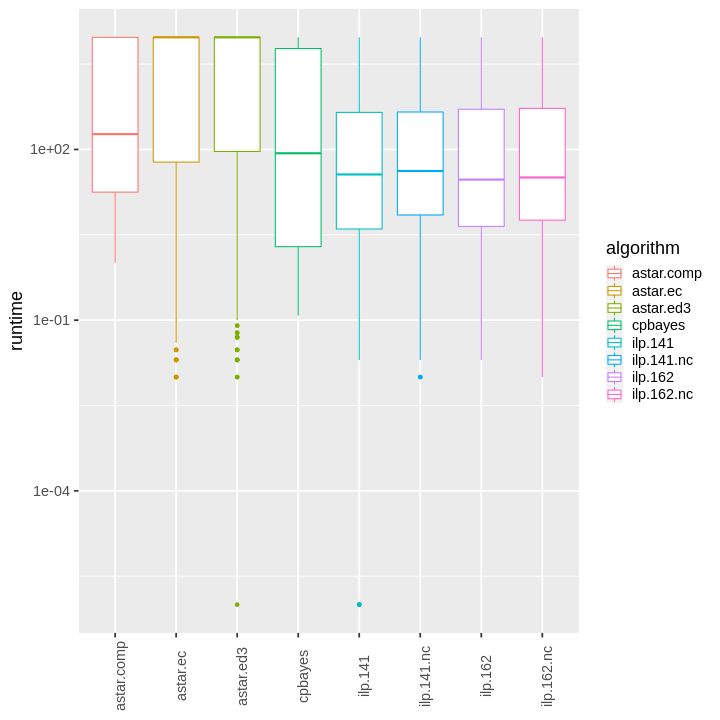 runtime
1e+02
1e-01
1e-04
astar.comp
astar.ec
astar.ed3
cpbayes
ilp.141
ilp.141.nc
ilp.162
ilp.162.nc
algorithm
astar.comp
astar.ec
astar.ed3
cpbayes
ilp.141
ilp.141.nc
ilp.162
ilp.162.nc